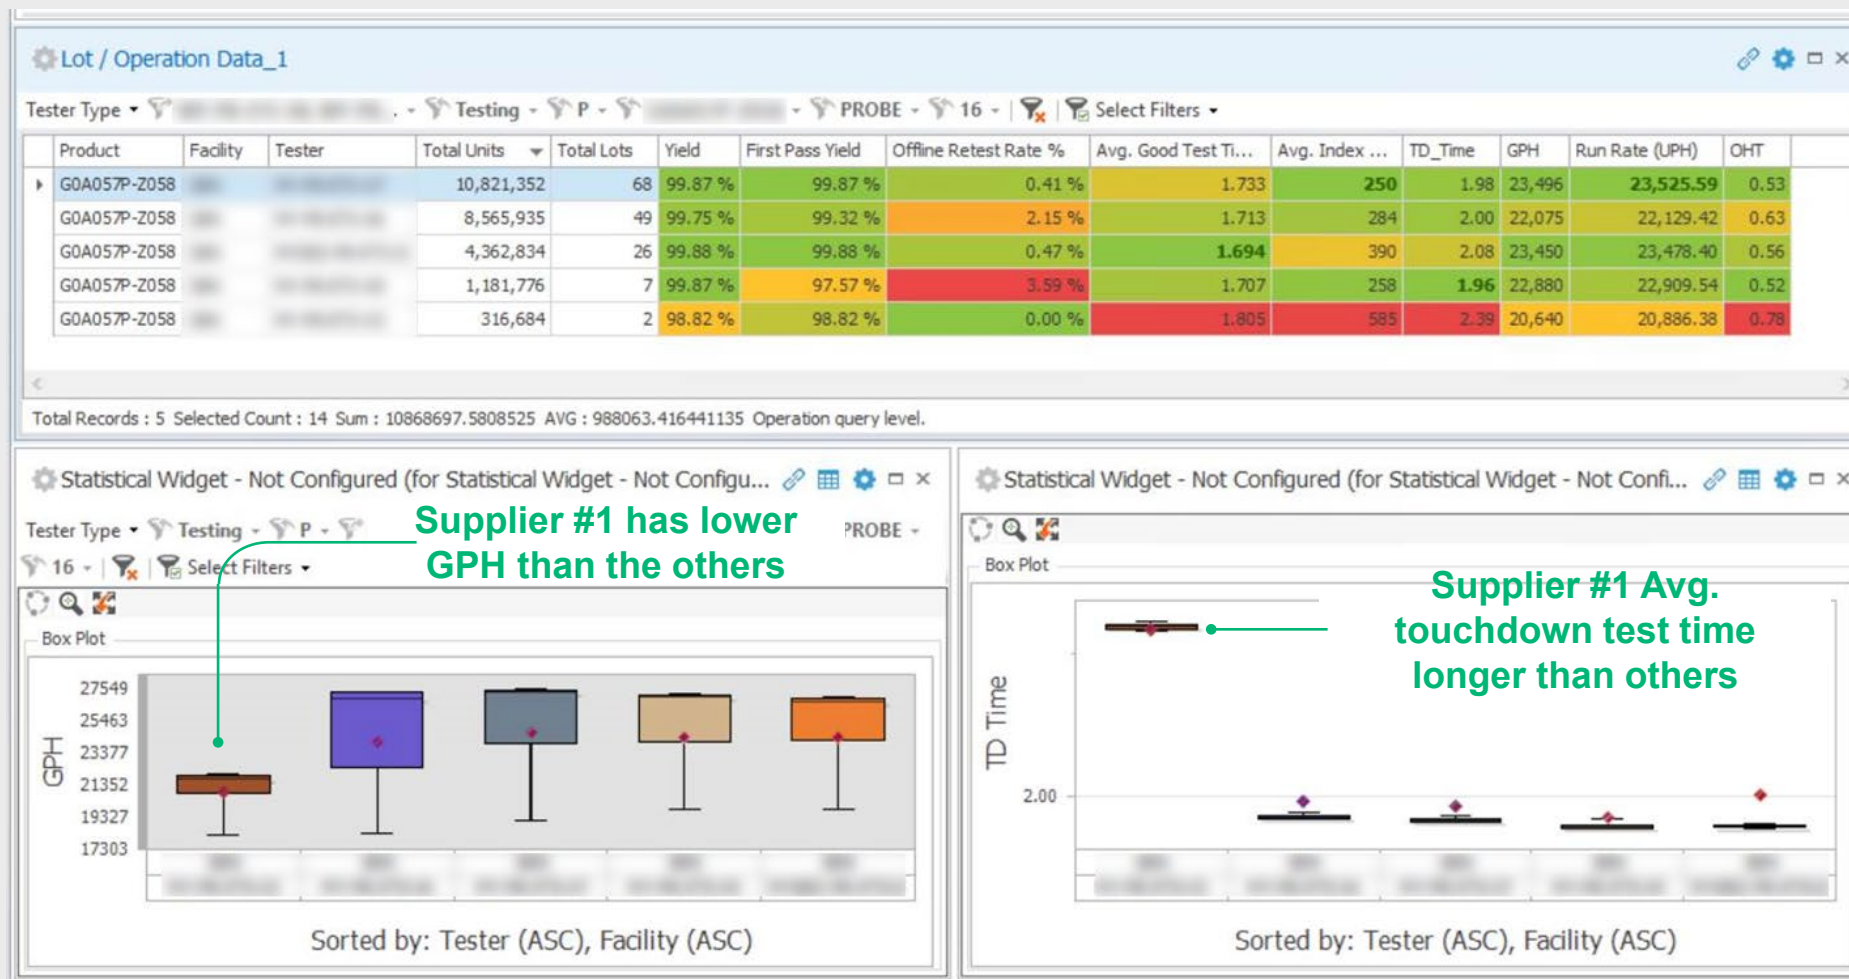 Lot / Operation Data_1
Tester Type Testing P PROBE 16 Select Filters
Product Facility Tester Total Units Total Lots Yield First Pass Yield Offline Retest Rate % Avg. Good Test Ti... Avg. Index ... TD_Time GPH Run Rate (UPH) OHT
G0A057P-Z058 10,821,352 68 99.87 % 99.87 % 0.41 % 1.733 250 1.98 23,496 23,525.59 0.53
G0A057P-Z058 8,565,935 49 99.75 % 99.32 % 2.15 % 1.713 284 2.00 22,075 22,129.42 0.63
G0A057P-Z058 4,362,834 26 99.88 % 99.88 % 0.47 % 1.694 390 2.08 23,450 23,478.40 0.56
G0A057P-Z058 1,181,776 7 99.87 % 97.57 % 3.59 % 1.707 258 1.96 22,880 22,909.54 0.52
G0A057P-Z058 316,684 2 98.82 % 98.82 % 0.00 % 1.805 585 2.39 20,640 20,886.38 0.78
Total Records : 5 Selected Count : 14 Sum : 10868697.5808525 AVG : 988063.416441135 Operation query level.
Statistical Widget - Not Configured (for Statistical Widget - Not Configu...
Tester Type Testing P PROBE
16 Select Filters
Supplier #1 has lower
GPH than the others
Box Plot
GPH
27549
25463
23377
21352
19327
17303
Sorted by: Tester (ASC), Facility (ASC)
Statistical Widget - Not Configured (for Statistical Widget - Not Confi...
Box Plot
Supplier #1 Avg.
touchdown test time
longer than others
TD Time
2.00
Sorted by: Tester (ASC), Facility (ASC)